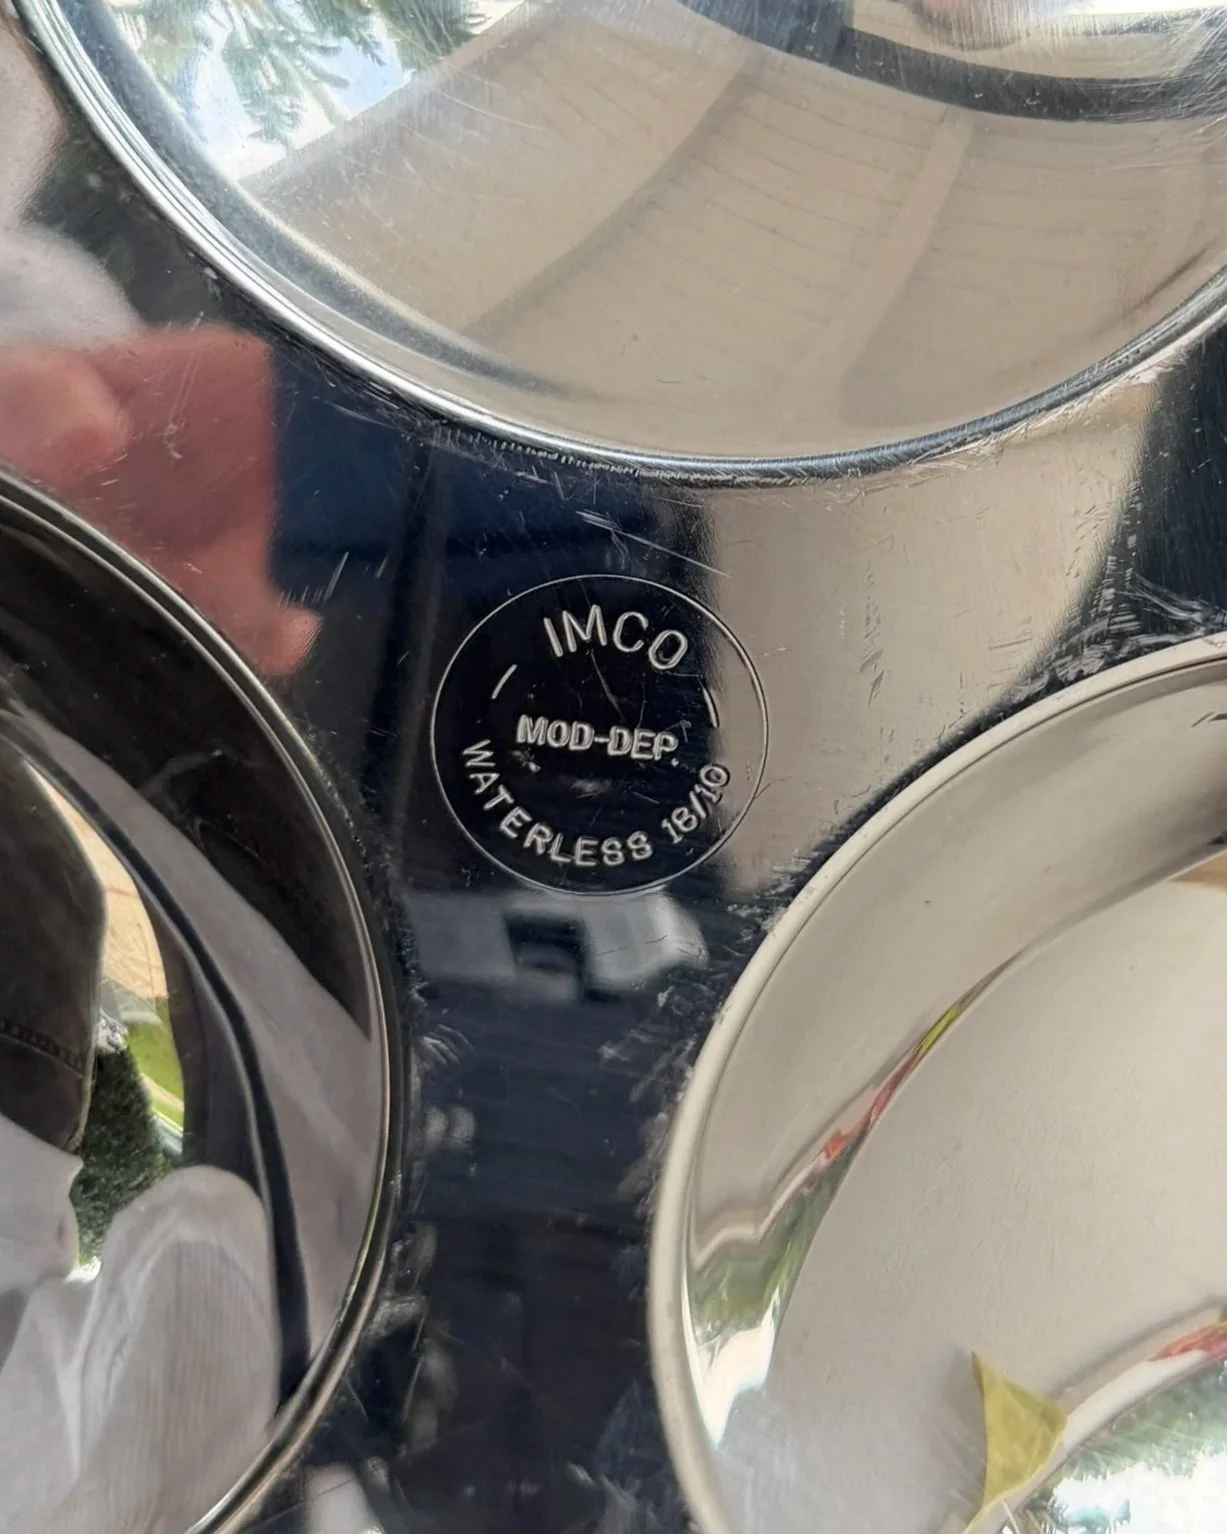 IMCO
MOD-DEP.
WATERLESS 18/10